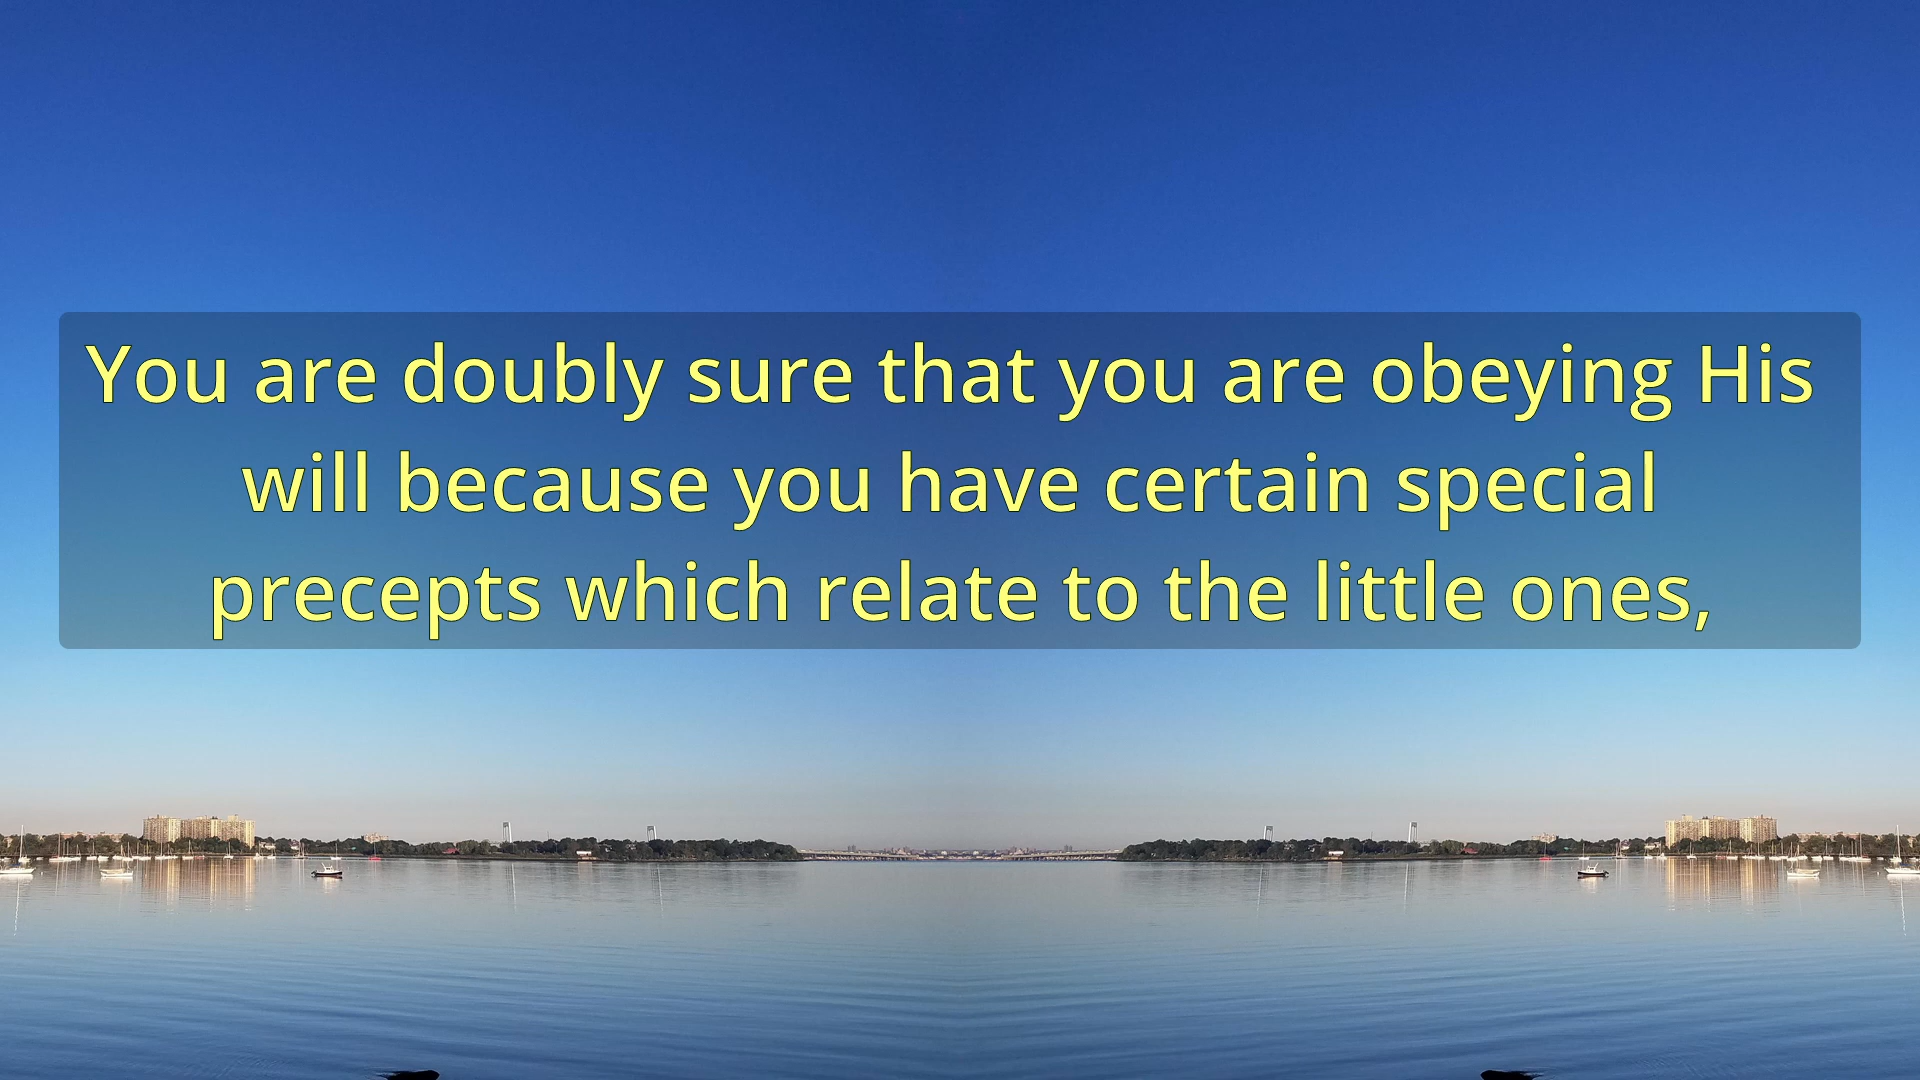 You are doubly sure that you are obeying His
will because you have certain special
precepts which relate to the little ones,